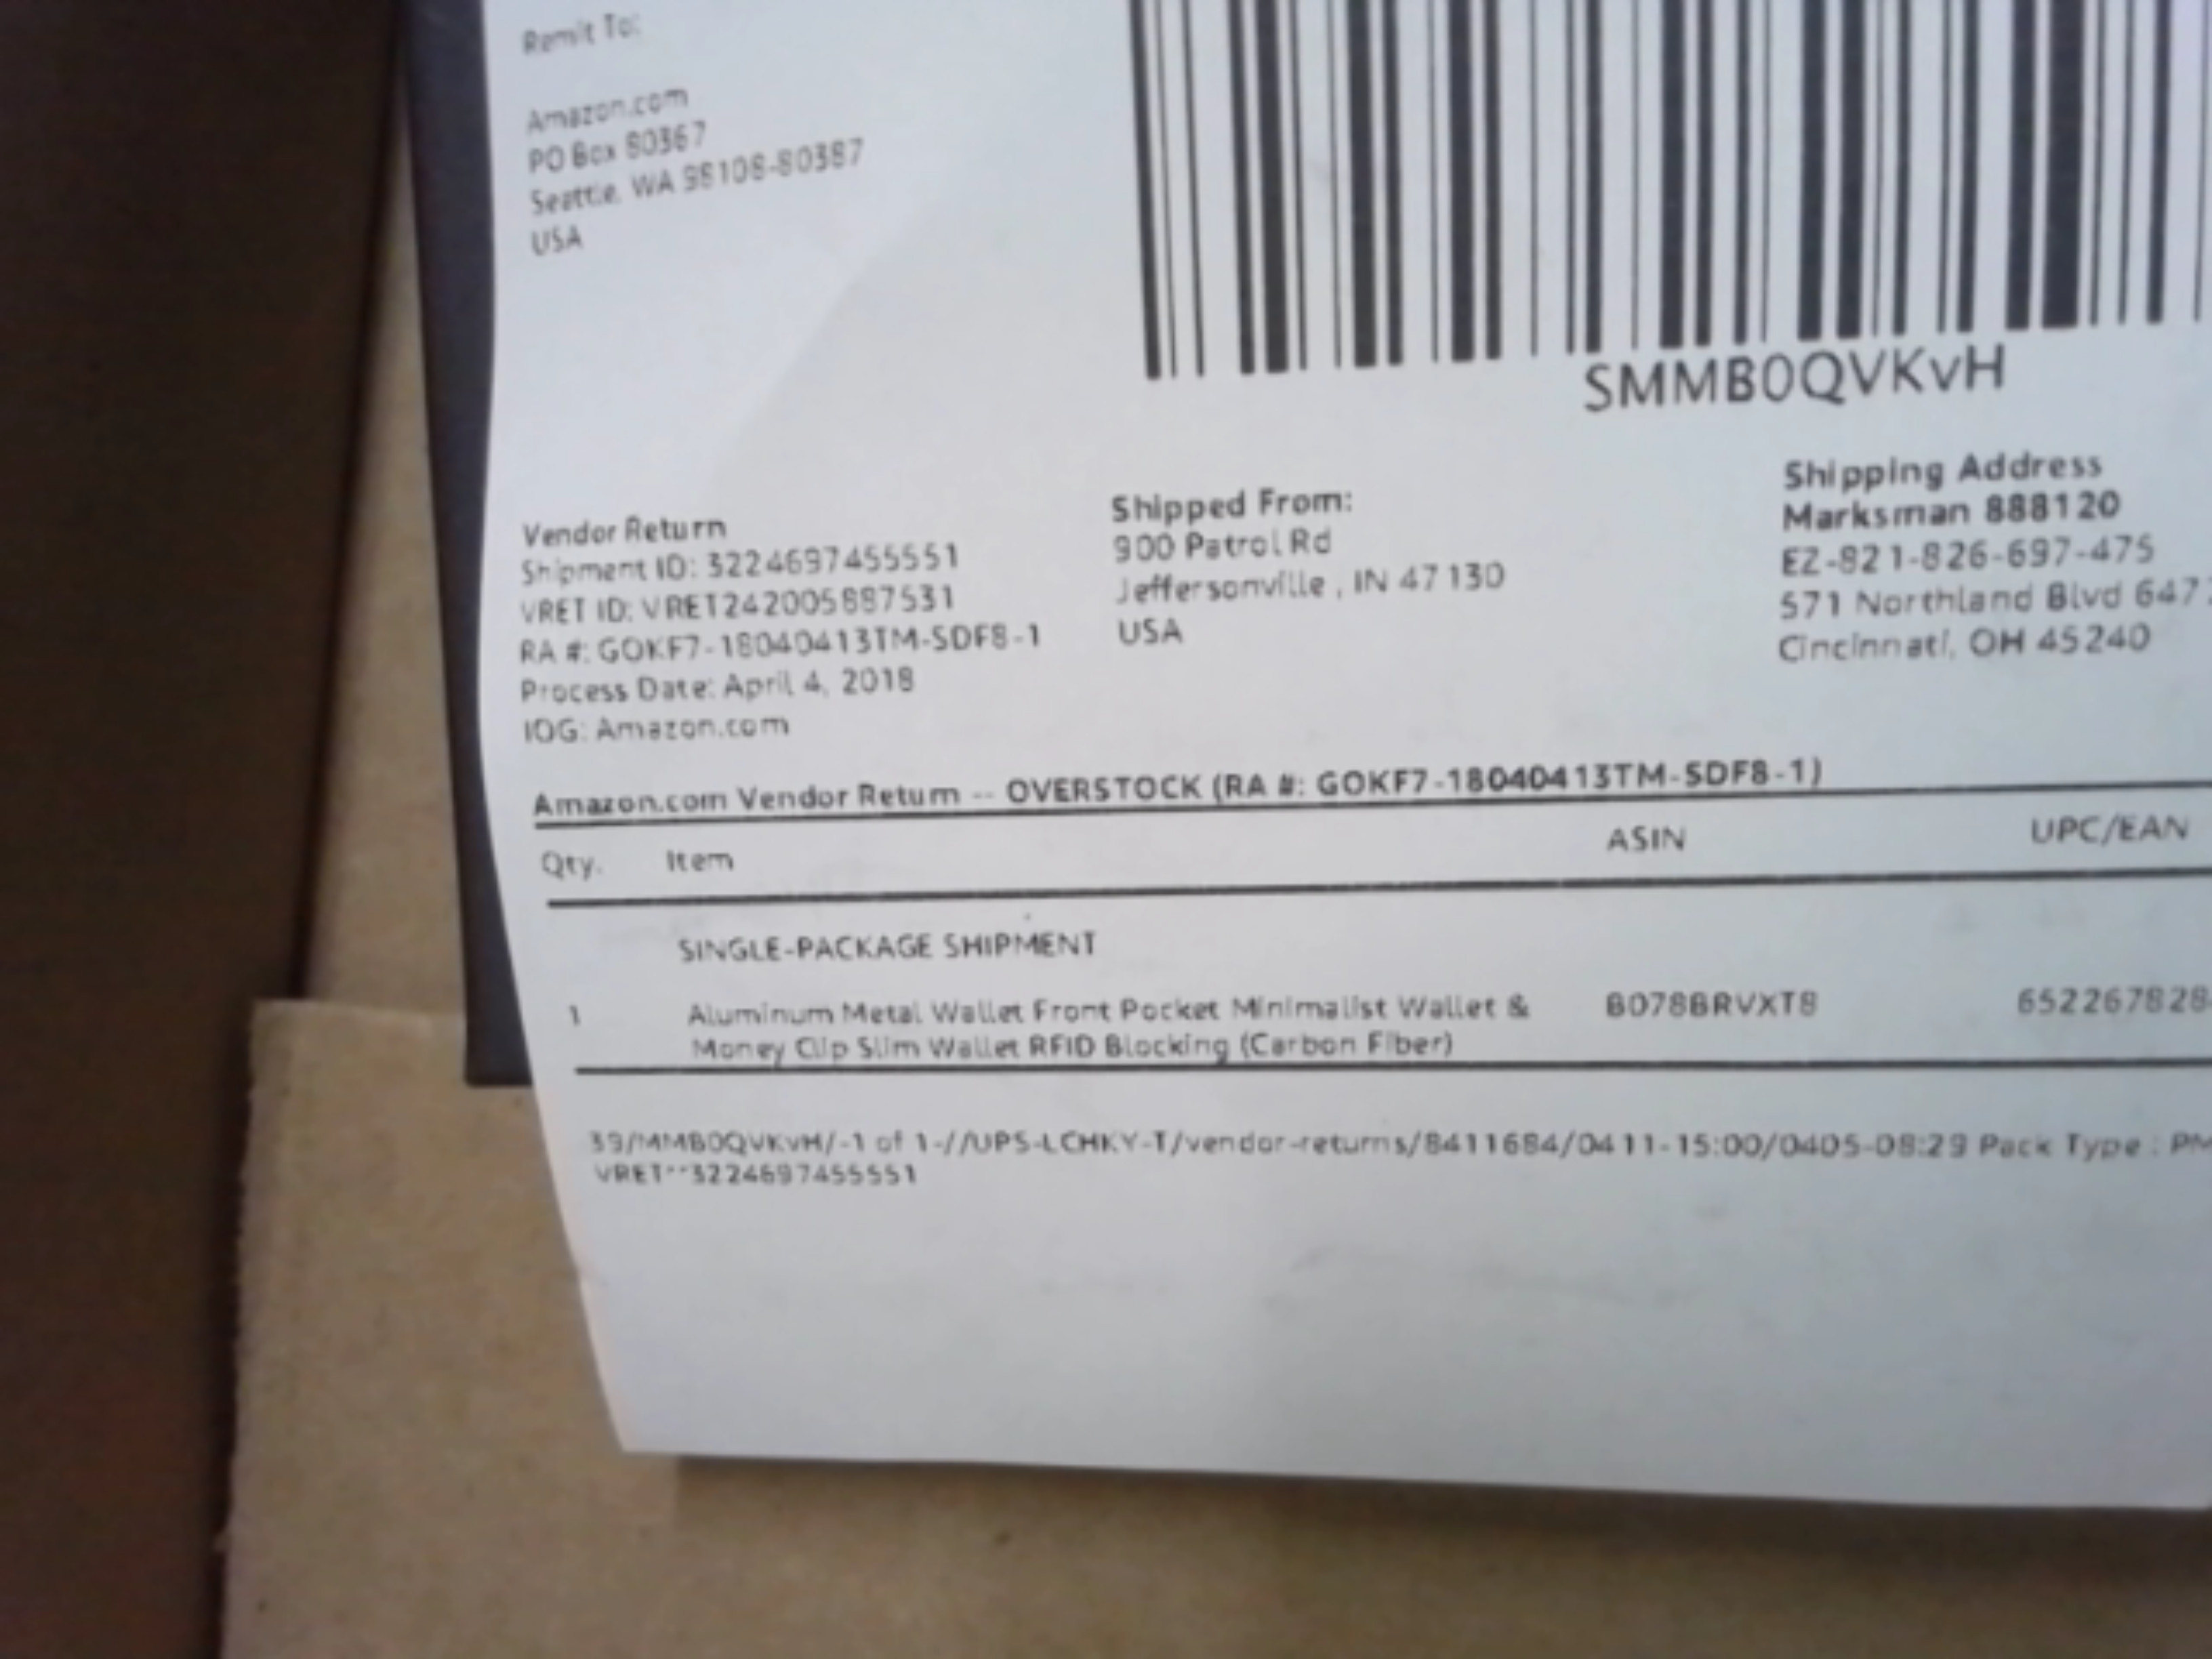 Remit To:
Amazon.com
PO Box 80387
Seattle, WA 98108-80387
USA
SMMB0QVKvH
Vendor Return
Shipment ID: 3224697455551
VRET ID: VRET242005887531
RA #: GOKF7-18040413TM-SDF8-1
Process Date: April 4, 2018
IOG: Amazon.com
Shipped From:
900 Patrol Rd
Jeffersonville , IN 47130
USA
Shipping Address
Marksman 888120
EZ-821-826-697-475
571 Northland Blvd
Cincinnati, OH 45240
Amazon.com Vendor Return -- OVERSTOCK (RA #: GOKF7-18040413TM-SDF8-1)
Qty. Item ASIN UPC/EAN
SINGLE-PACKAGE SHIPMENT
1 Aluminum Metal Wallet Front Pocket Minimalist Wallet & B078BRVXT8 652267828
Money Clip Slim Wallet RFID Blocking (Carbon Fiber)
39/MMB0QVKvH/-1 of 1-//UPS-LCHKY-T/vendor-returns/8411684/0411-15:00/0405-08:29 Pack Type : PM
VRET**3224697455551